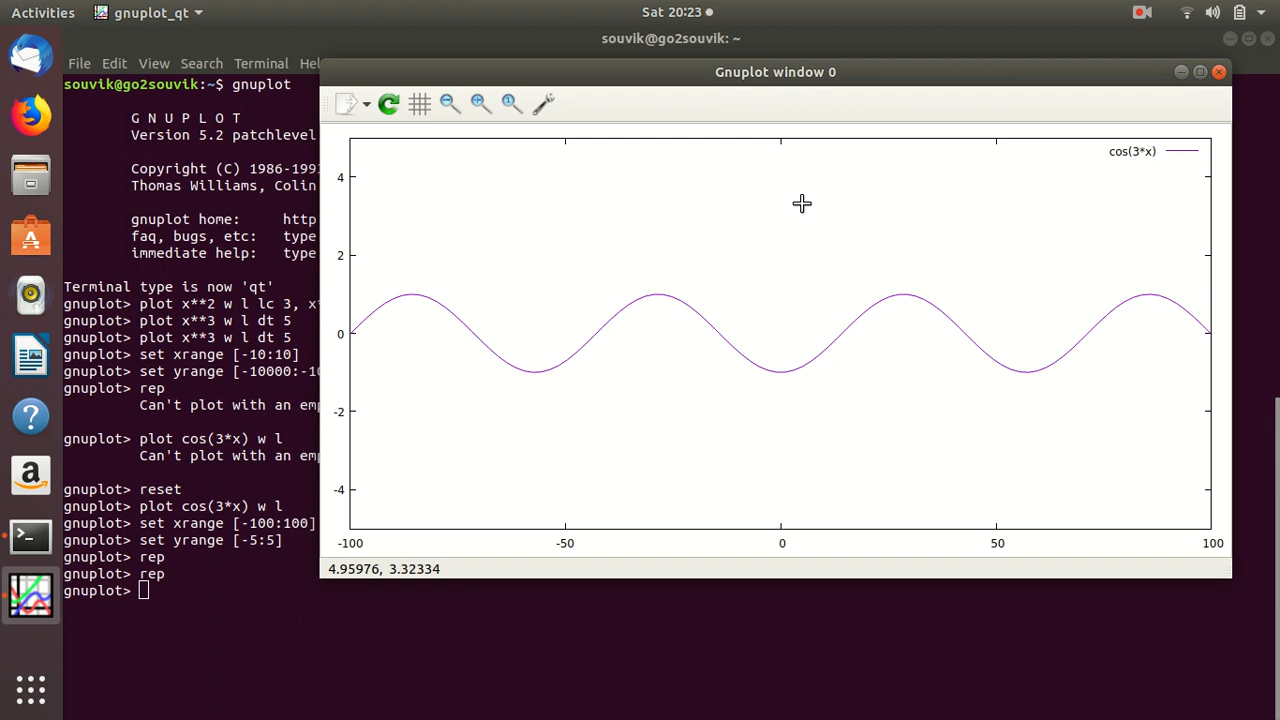 Activities gnuplot_qt Sat 20:23
souvik@go2souvik: ~
File Edit View Search Terminal Hel
souvik@go2souvik:~$ gnuplot
G N U P L O T
Version 5.2 patchlevel
Copyright (C) 1986-1993
Thomas Williams, Colin
gnuplot home: http
faq, bugs, etc: type
immediate help: type
Terminal type is now 'qt'
gnuplot> plot x**2 w l lc 3, x*
gnuplot> plot x**3 w l dt 5
gnuplot> plot x**3 w l dt 5
gnuplot> set xrange [-10:10]
gnuplot> set yrange [-10000:-10
gnuplot> rep
Can't plot with an emp
gnuplot> plot cos(3*x) w l
Can't plot with an emp
gnuplot> reset
gnuplot> plot cos(3*x) w l
gnuplot> set xrange [-100:100]
gnuplot> set yrange [-5:5]
gnuplot> rep
gnuplot> rep
gnuplot>
Gnuplot window 0
cos(3*x)
4
2
0
-2
-4
-100 -50 0 50 100
4.95976, 3.32334